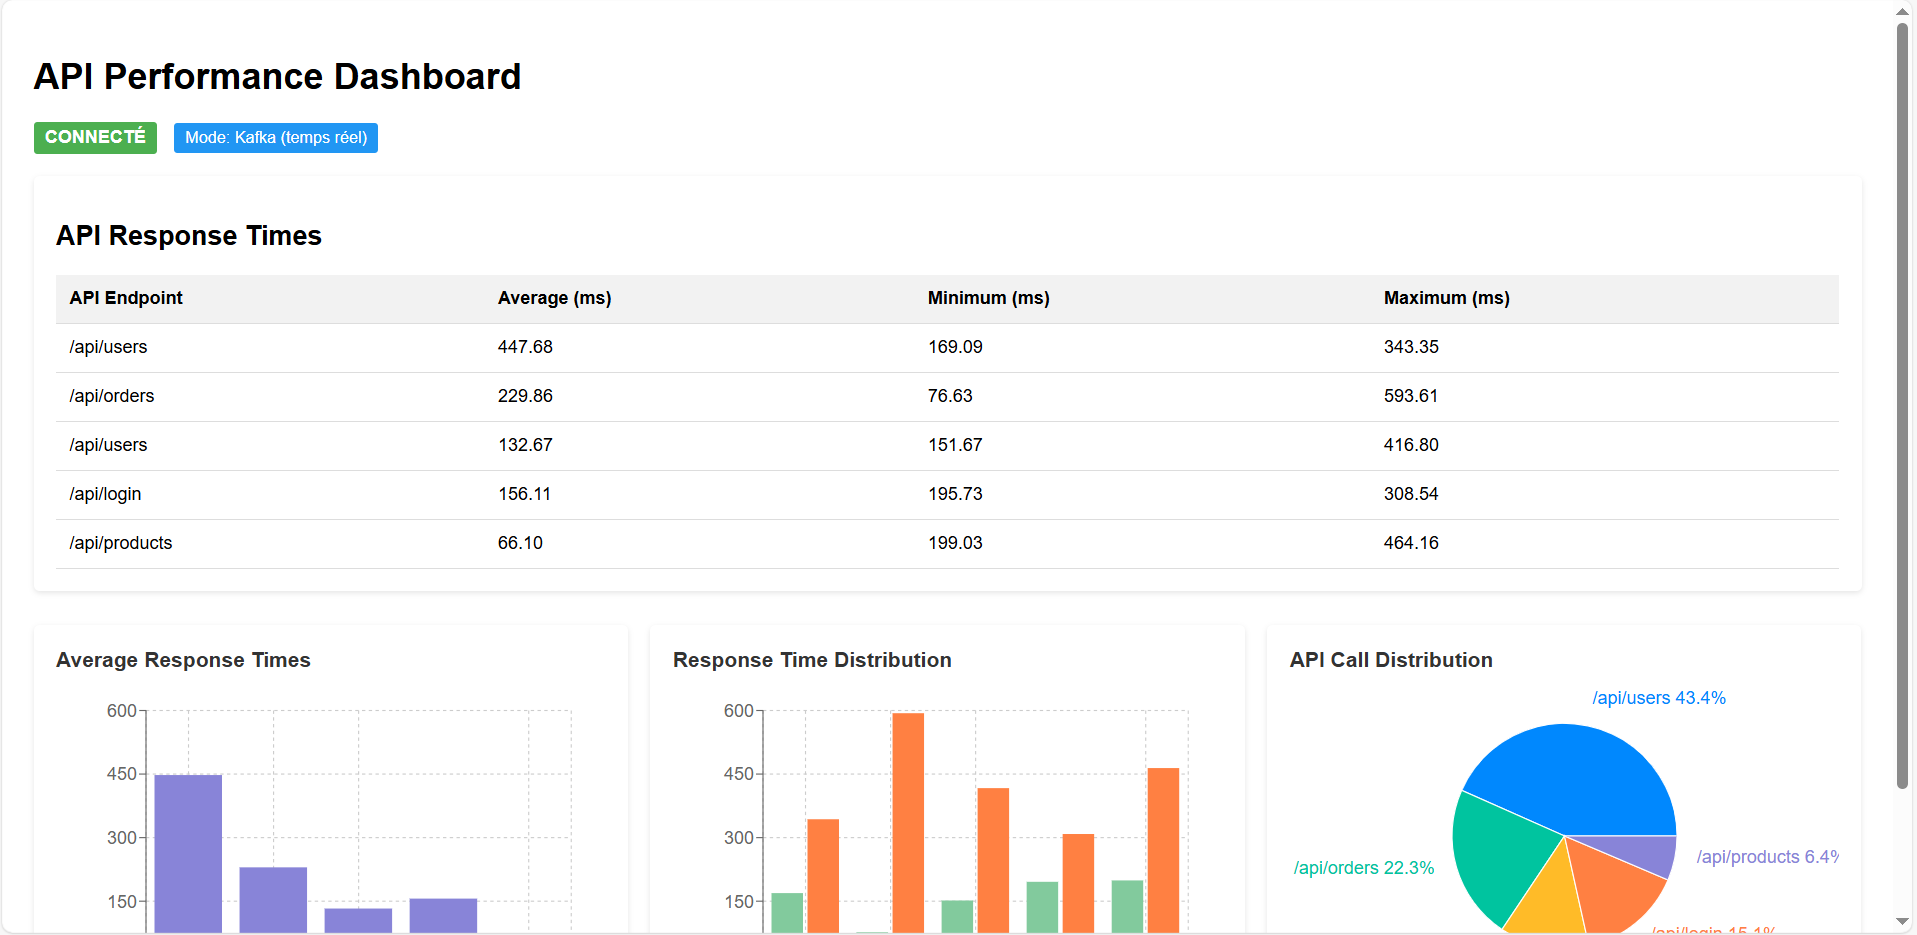 API Performance Dashboard
CONNECTÉ Mode: Kafka (temps réel)
API Response Times
API Endpoint Average (ms) Minimum (ms) Maximum (ms)
/api/users 447.68 169.09 343.35
/api/orders 229.86 76.63 593.61
/api/users 132.67 151.67 416.80
/api/login 156.11 195.73 308.54
/api/products 66.10 199.03 464.16
Average Response Times
600
450
300
150
Response Time Distribution
600
450
300
150
API Call Distribution
/api/users 43.4%
/api/products 6.4%
/api/orders 22.3%
/api/login 15.1%